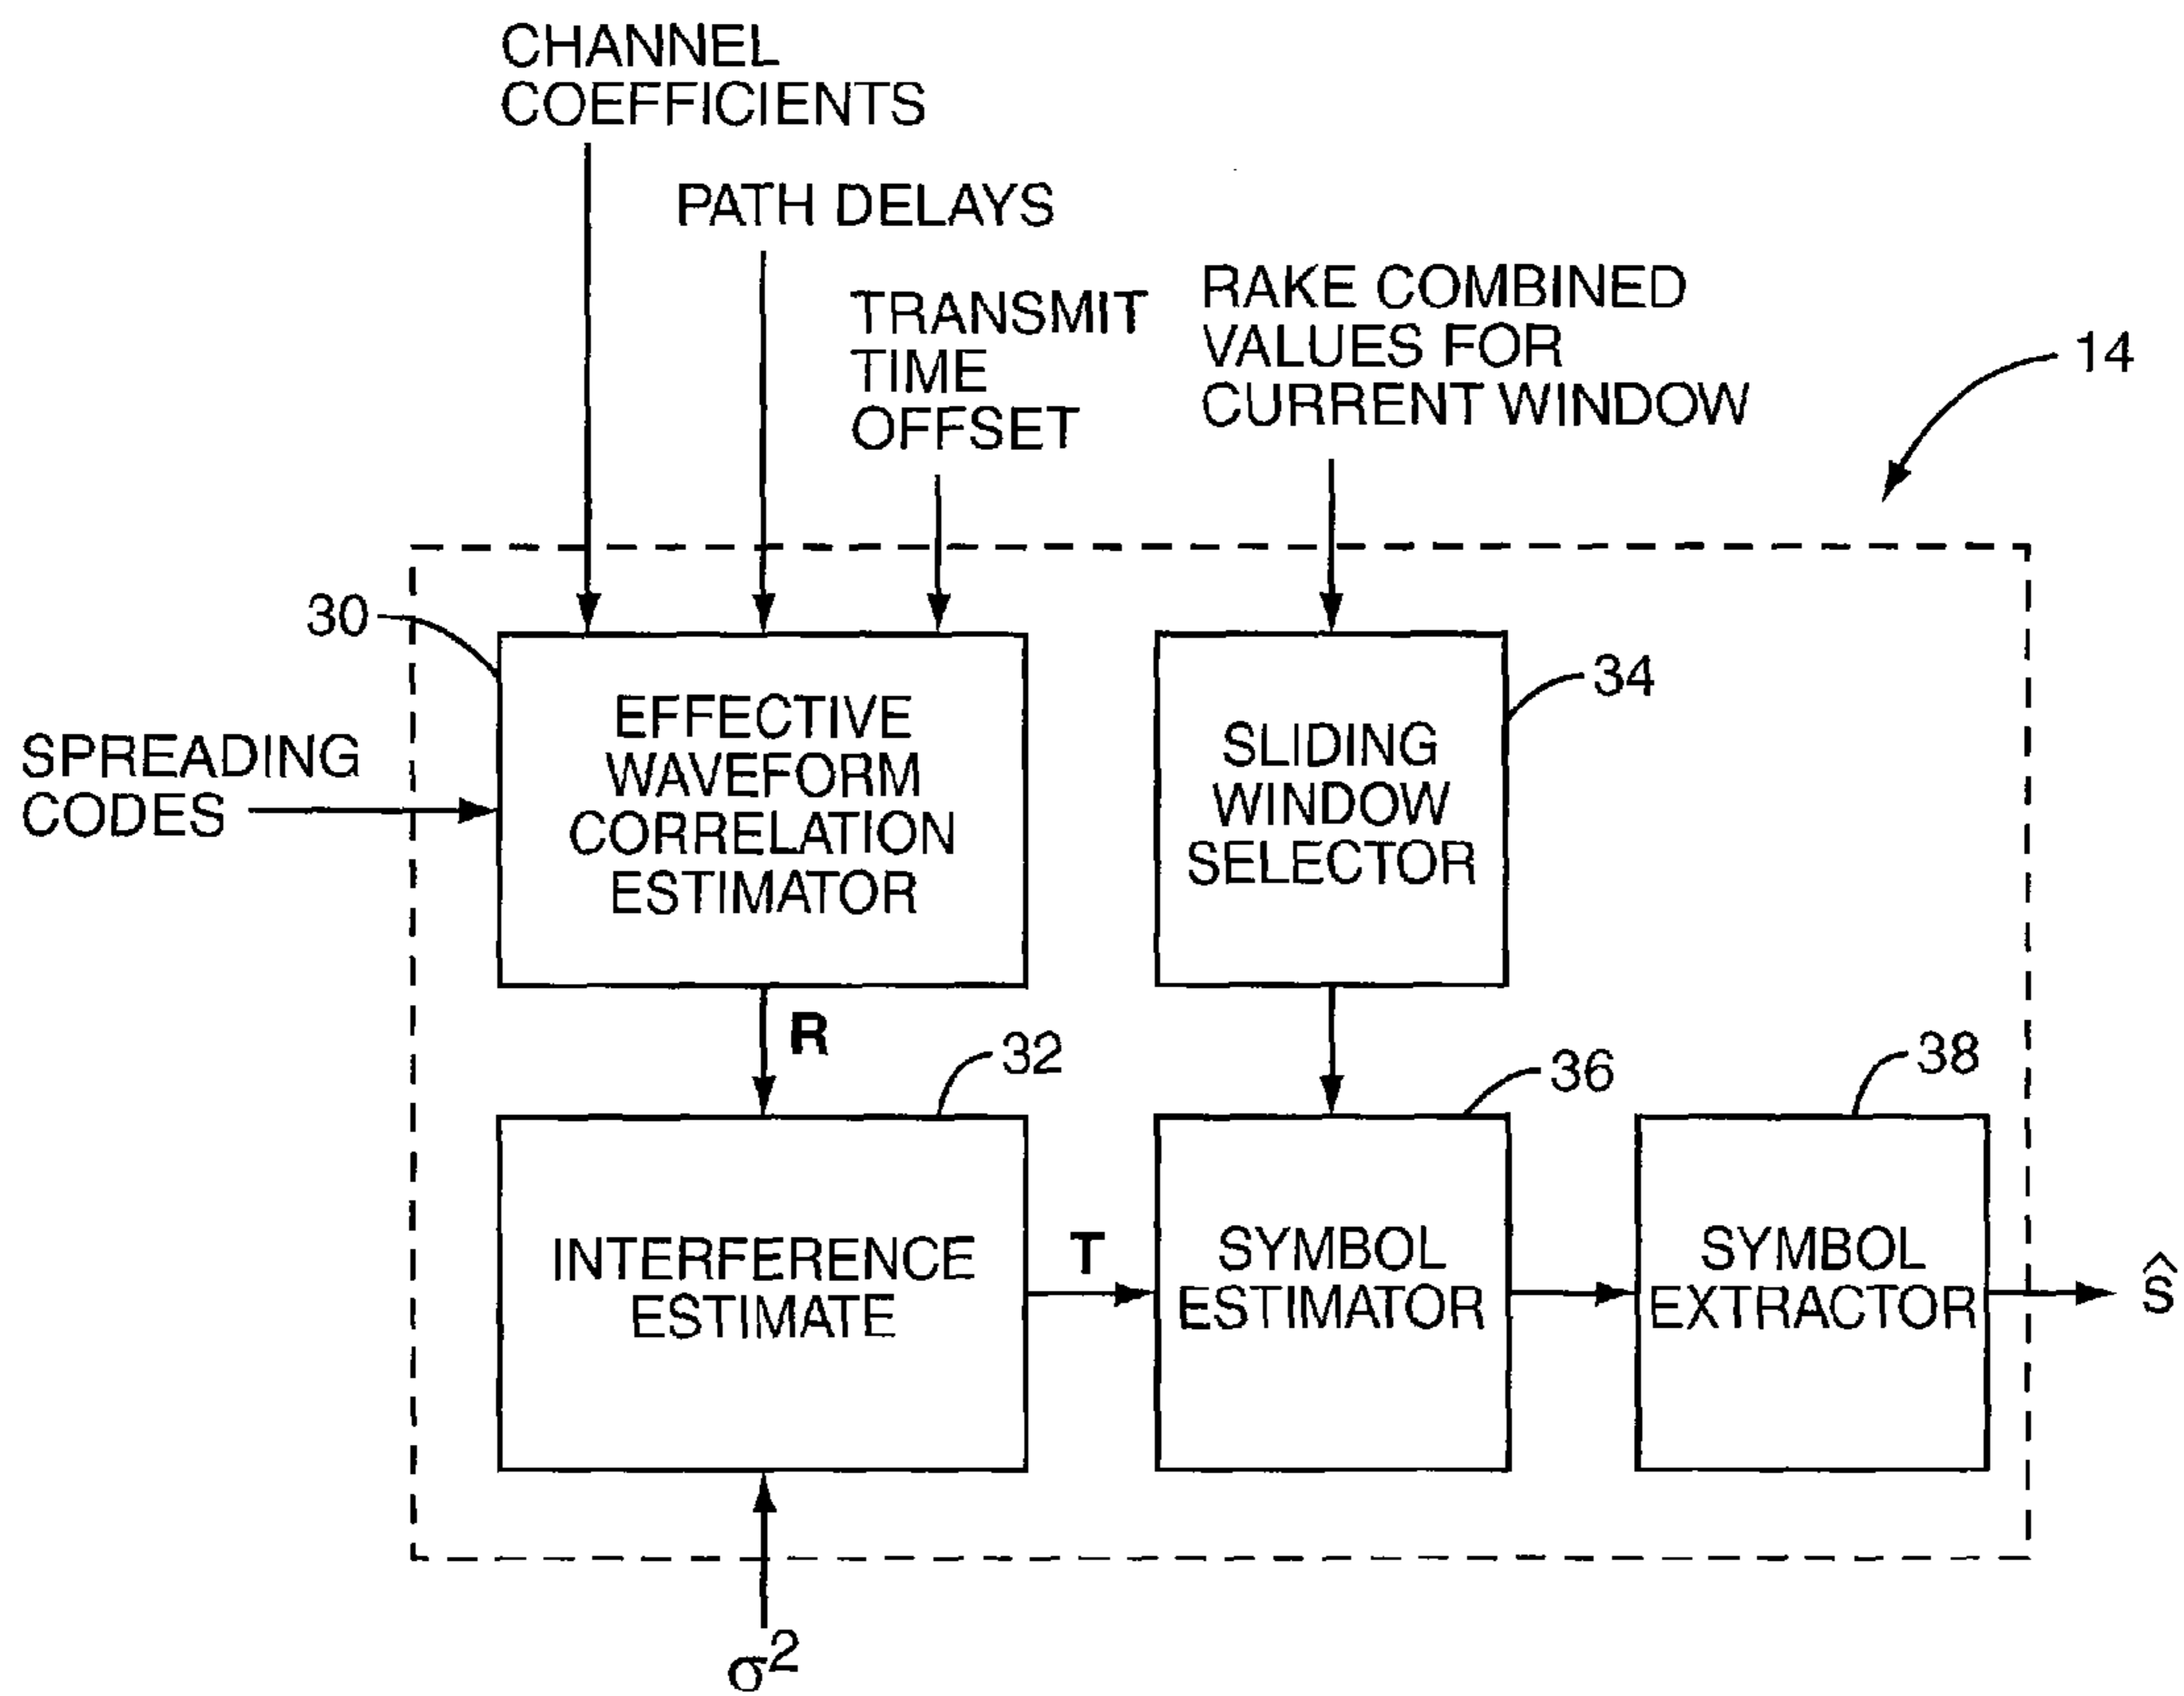 CHANNEL
COEFFICIENTS
PATH DELAYS
TRANSMIT
TIME
OFFSET
RAKE COMBINED
VALUES FOR
CURRENT WINDOW
14
30
SPREADING
CODES
EFFECTIVE
WAVEFORM
CORRELATION
ESTIMATOR
34
SLIDING
WINDOW
SELECTOR
R
32
36
38
INTERFERENCE
ESTIMATE
T
SYMBOL
ESTIMATOR
SYMBOL
EXTRACTOR
ŝ
σ²